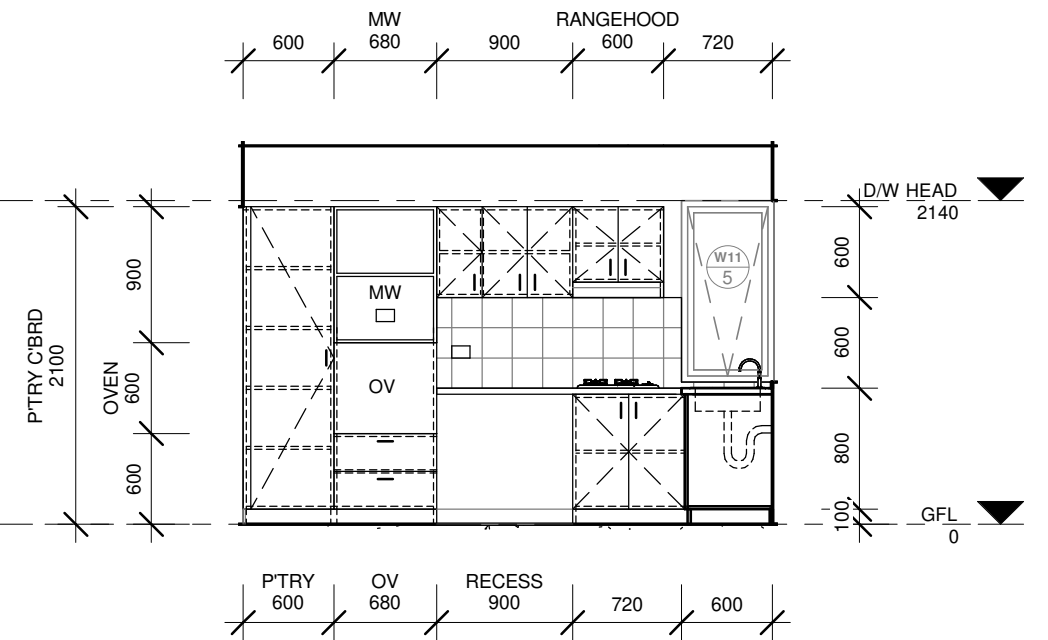 MW
RANGEHOOD
600
680
900
600
720
D/W HEAD
2140
P'TRY C'BRD
2100
OVEN
900
600
600
MW
OV
W11
5
600
600
800
100
GFL
0
P'TRY
OV
RECESS
600
680
900
720
600